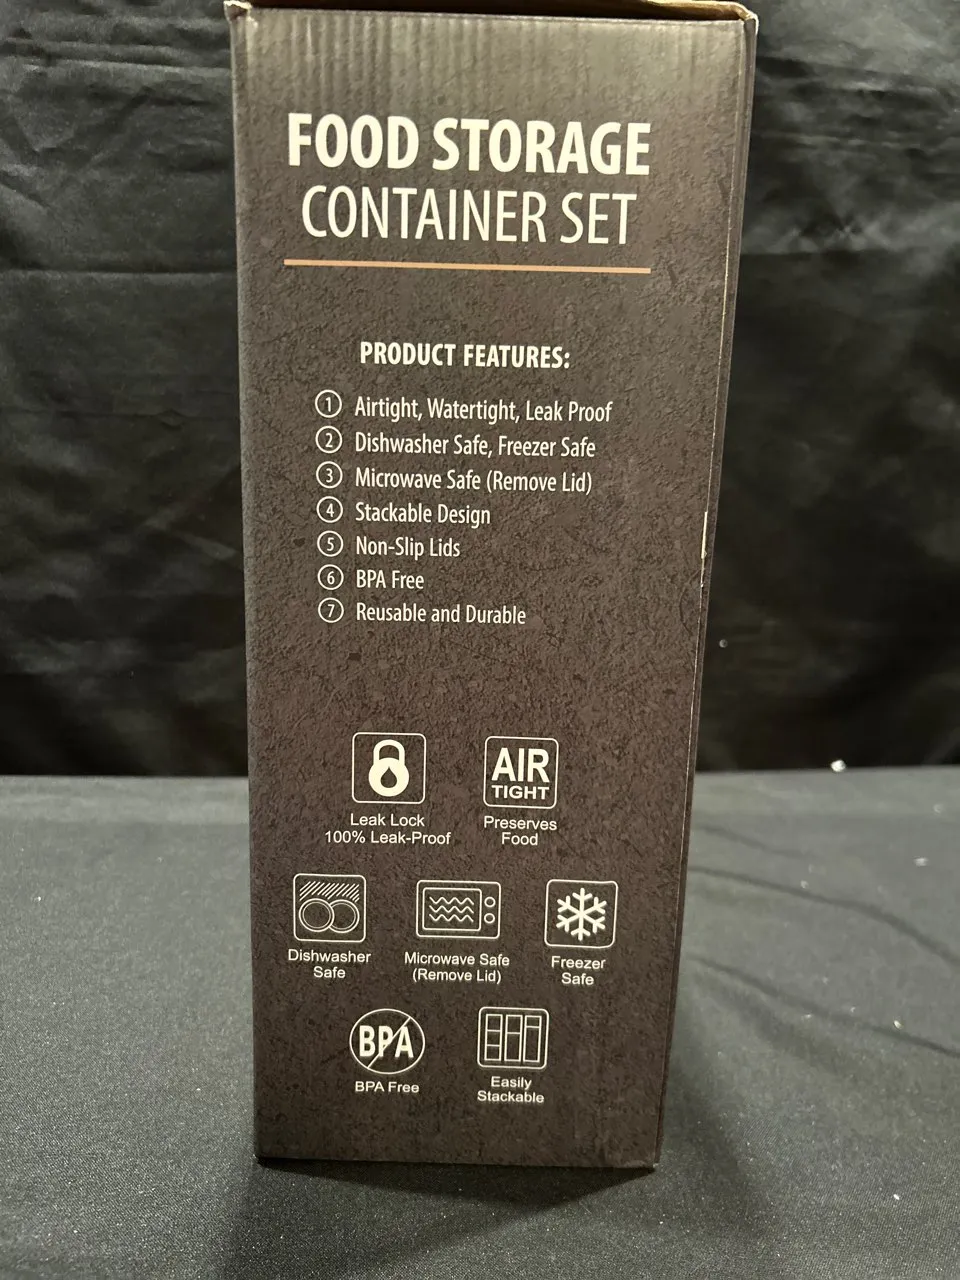 FOOD STORAGE
CONTAINER SET
PRODUCT FEATURES:
1 Airtight, Watertight, Leak Proof
2 Dishwasher Safe, Freezer Safe
3 Microwave Safe (Remove Lid)
4 Stackable Design
5 Non-Slip Lids
6 BPA Free
7 Reusable and Durable
AIR
TIGHT
Leak Lock
100% Leak-Proof
Preserves
Food
Dishwasher
Safe
Microwave Safe
(Remove Lid)
Freezer
Safe
BPA
BPA Free
Easily
Stackable